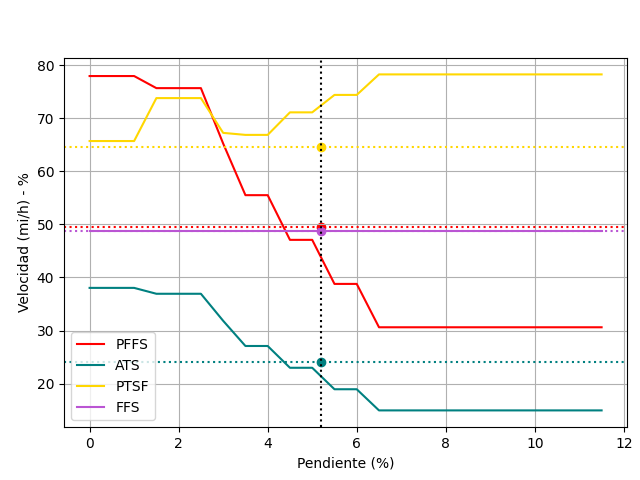 80
70
60
50
40
30
20
Velocidad (mi/h) - %
PFFS
ATS
PTSF
FFS
0 2 4 6 8 10 12
Pendiente (%)